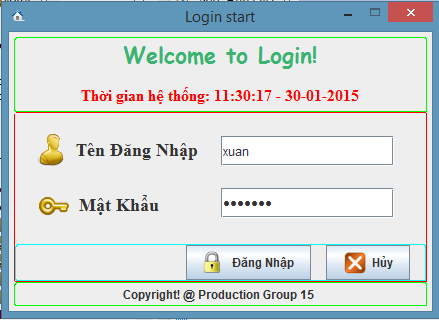 Login start
Welcome to Login!
Thời gian hệ thống: 11:30:17 - 30-01-2015
Tên Đăng Nhập
xuan
Mật Khẩu
•••••••
Đăng Nhập
Hủy
Copyright! @ Production Group 15